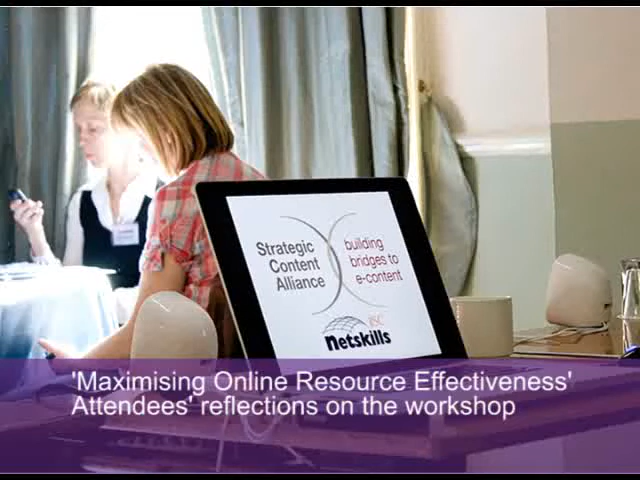 Strategic
Content
Alliance
building
bridges to
e-content
JISC
netskills
'Maximising Online Resource Effectiveness'
Attendees' reflections on the workshop